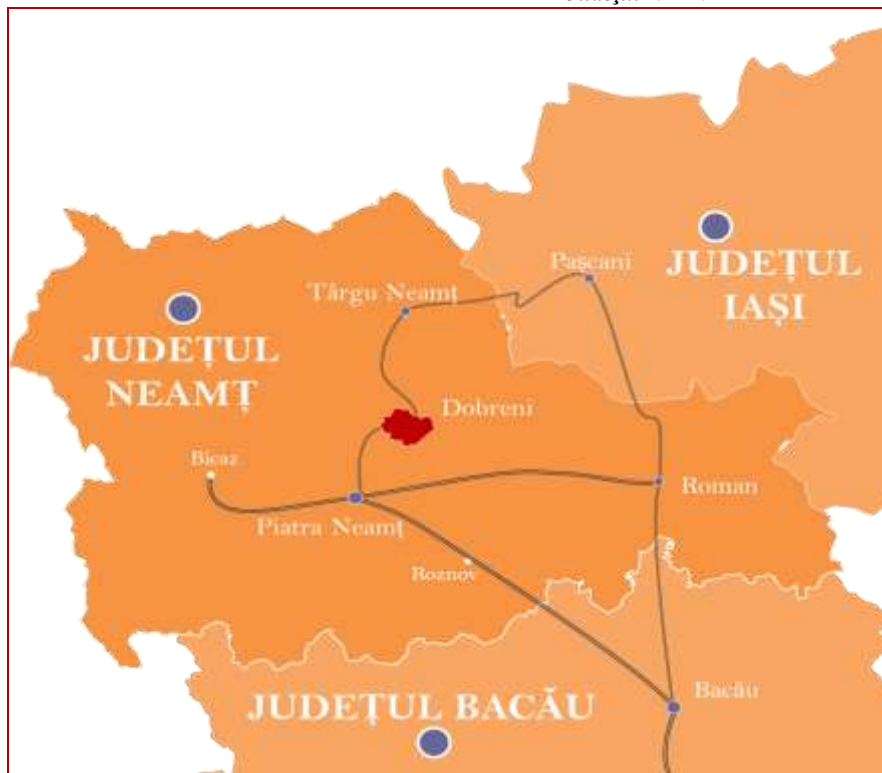 Pașcani
JUDEȚUL
IAȘI
Târgu Neamț
JUDEȚUL
NEAMȚ
Dobreni
Bicaz
Roman
Piatra Neamț
Roznov
Bacău
JUDEȚUL BACĂU